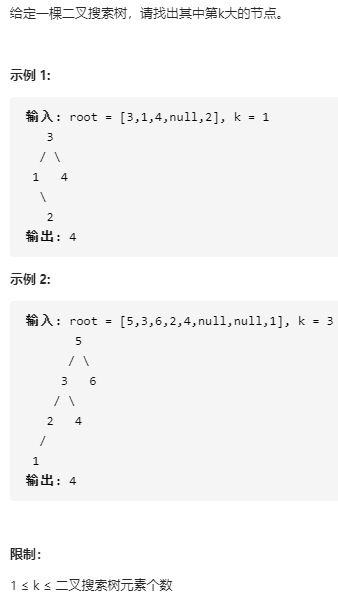 给定一棵二叉搜索树，请找出其中第k大的节点。
示例 1:
输入: root = [3,1,4,null,2], k = 1
3
/ \
1   4
\
2
输出: 4
示例 2:
输入: root = [5,3,6,2,4,null,null,1], k = 3
5
/ \
3   6
/ \
2   4
/
1
输出: 4
限制：
1 ≤ k ≤ 二叉搜索树元素个数